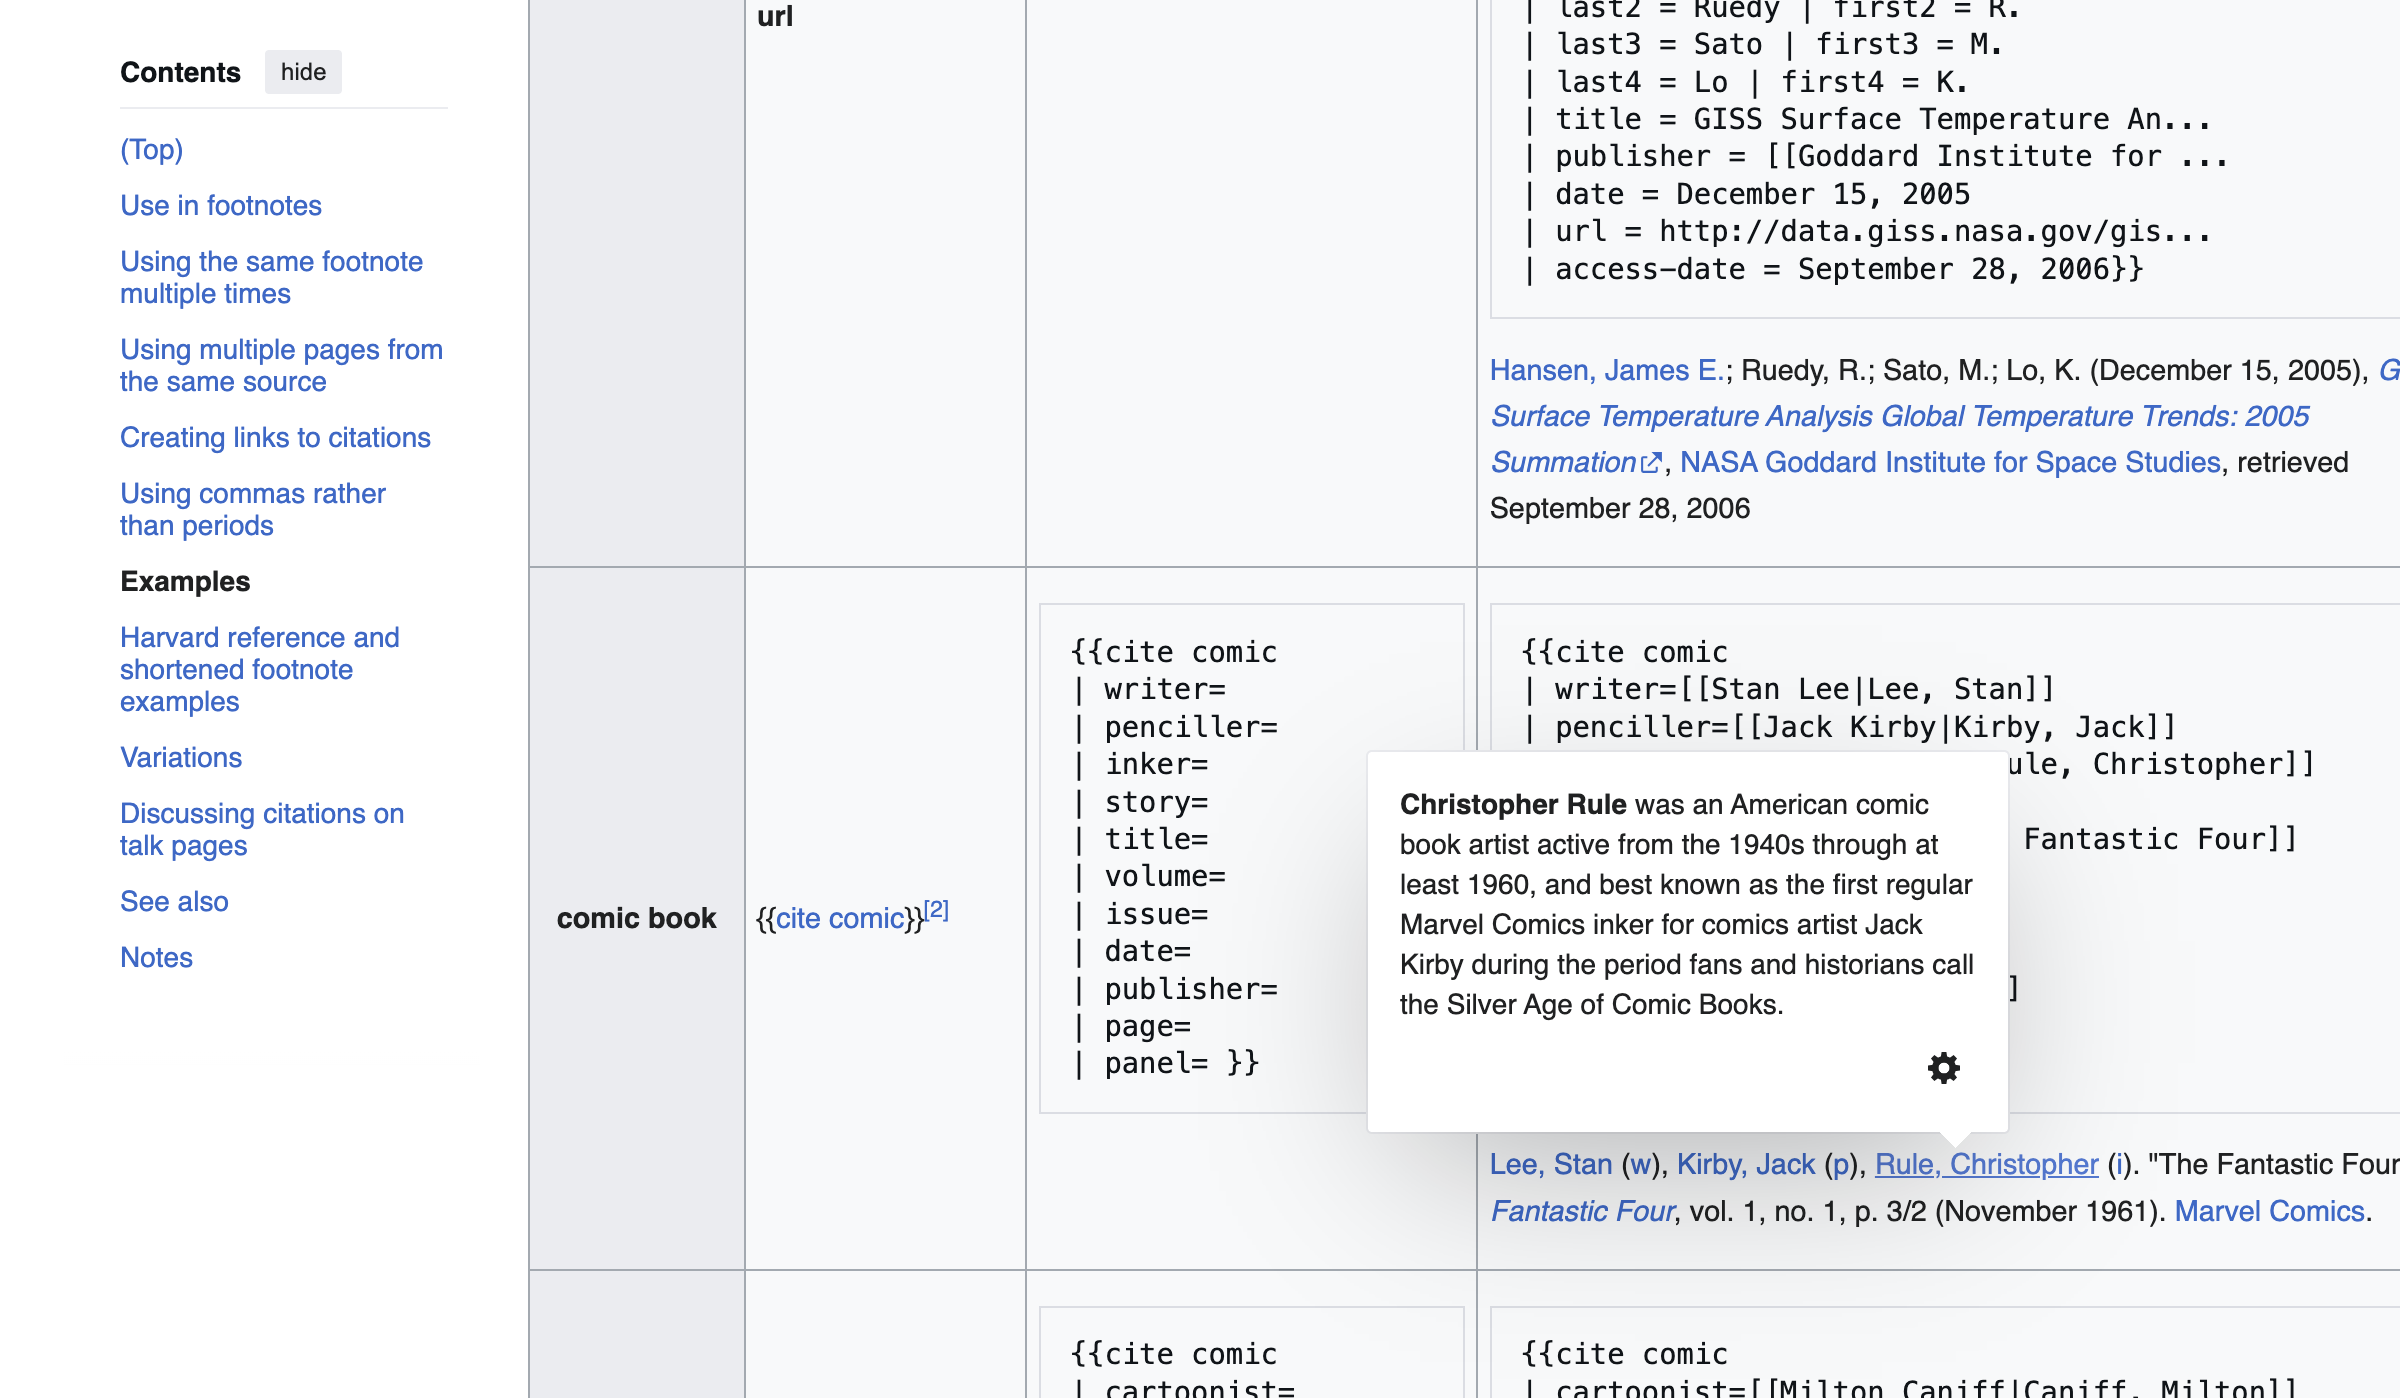 Contents hide
(Top)
Use in footnotes
Using the same footnote
multiple times
Using multiple pages from
the same source
Creating links to citations
Using commas rather
than periods
Examples
Harvard reference and
shortened footnote
examples
Variations
Discussing citations on
talk pages
See also
Notes
url
| last2 = Ruedy | first2 = R.
| last3 = Sato | first3 = M.
| last4 = Lo | first4 = K.
| title = GISS Surface Temperature An...
| publisher = [[Goddard Institute for ...
| date = December 15, 2005
| url = http://data.giss.nasa.gov/gis...
| access-date = September 28, 2006}}
Hansen, James E.; Ruedy, R.; Sato, M.; Lo, K. (December 15, 2005), G
Surface Temperature Analysis Global Temperature Trends: 2005
Summation, NASA Goddard Institute for Space Studies, retrieved
September 28, 2006
comic book
{{cite comic}}[2]
{{cite comic
| writer=
| penciller=
| inker=
| story=
| title=
| volume=
| issue=
| date=
| publisher=
| page=
| panel= }}
{{cite comic
| writer=[[Stan Lee|Lee, Stan]]
| penciller=[[Jack Kirby|Kirby, Jack]]
ule, Christopher]]
Fantastic Four]]
]
Christopher Rule was an American comic
book artist active from the 1940s through at
least 1960, and best known as the first regular
Marvel Comics inker for comics artist Jack
Kirby during the period fans and historians call
the Silver Age of Comic Books.
Lee, Stan (w), Kirby, Jack (p), Rule, Christopher (i). "The Fantastic Four
Fantastic Four, vol. 1, no. 1, p. 3/2 (November 1961). Marvel Comics.
{{cite comic
| cartoonist=
{{cite comic
| cartoonist=[[Milton Caniff|Caniff, Milton]]